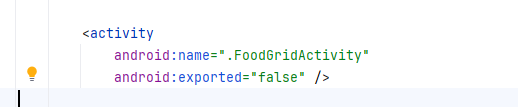 <activity
android:name=".FoodGridActivity"
android:exported="false" />